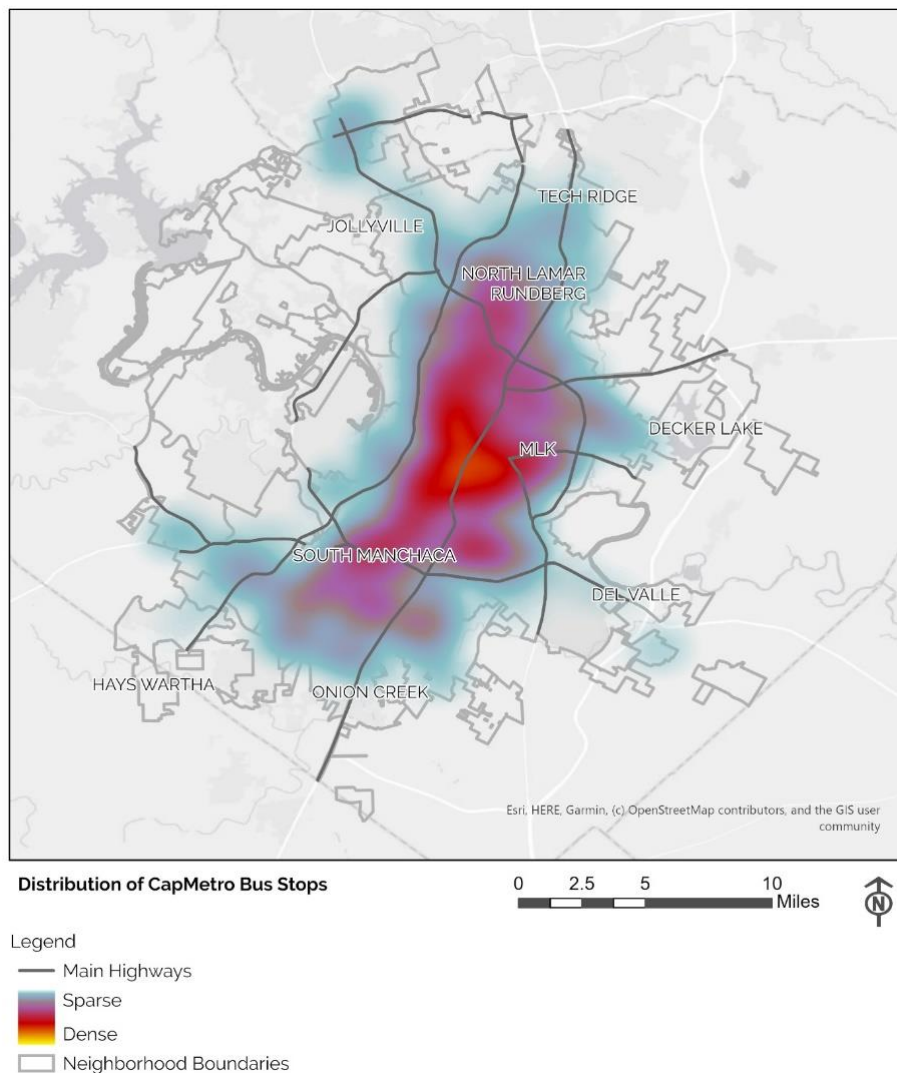 TECH RIDGE
JOLLYVILLE
NORTH LAMAR
RUNDBERG
DECKER LAKE
MLK
SOUTH MANCHACA
DEL VALLE
HAYS WARTHA
ONION CREEK
Esri, HERE, Garmin, (c) OpenStreetMap contributors, and the GIS user
community
Distribution of CapMetro Bus Stops
0 2.5 5 10
Miles
N
Legend
Main Highways
Sparse
Dense
Neighborhood Boundaries